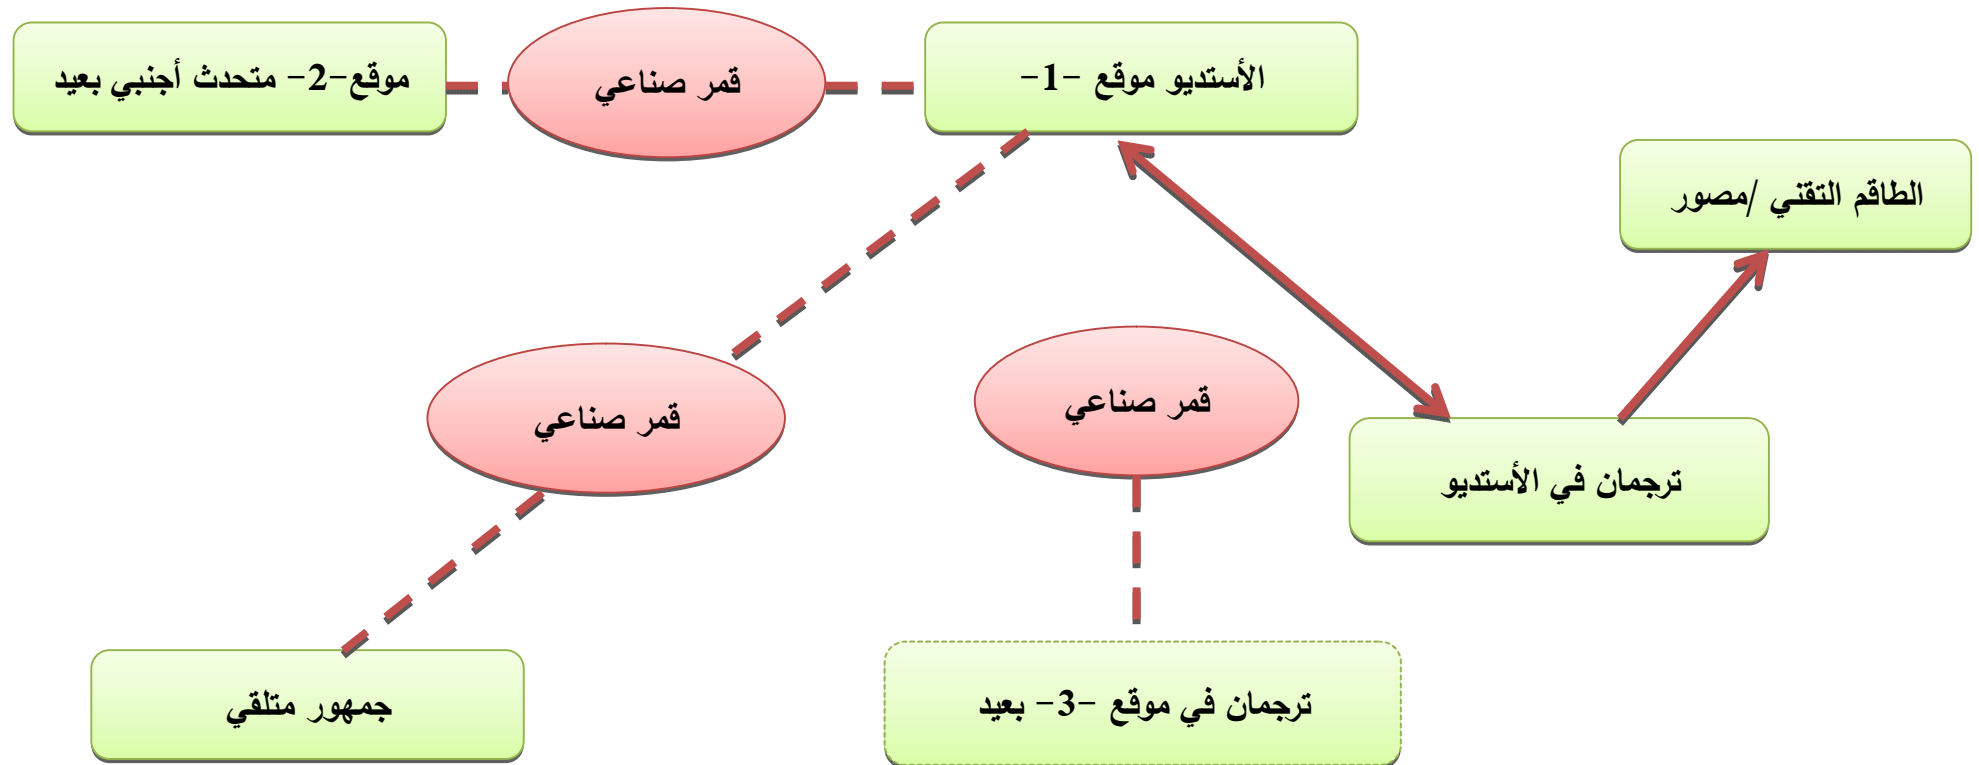 الأستديو موقع -1-
قمر صناعي
موقع-2- متحدث أجنبي بعيد
الطاقم التقني /مصور
قمر صناعي
قمر صناعي
ترجمان في الأستديو
ترجمان في موقع -3- بعيد
جمهور متلقي